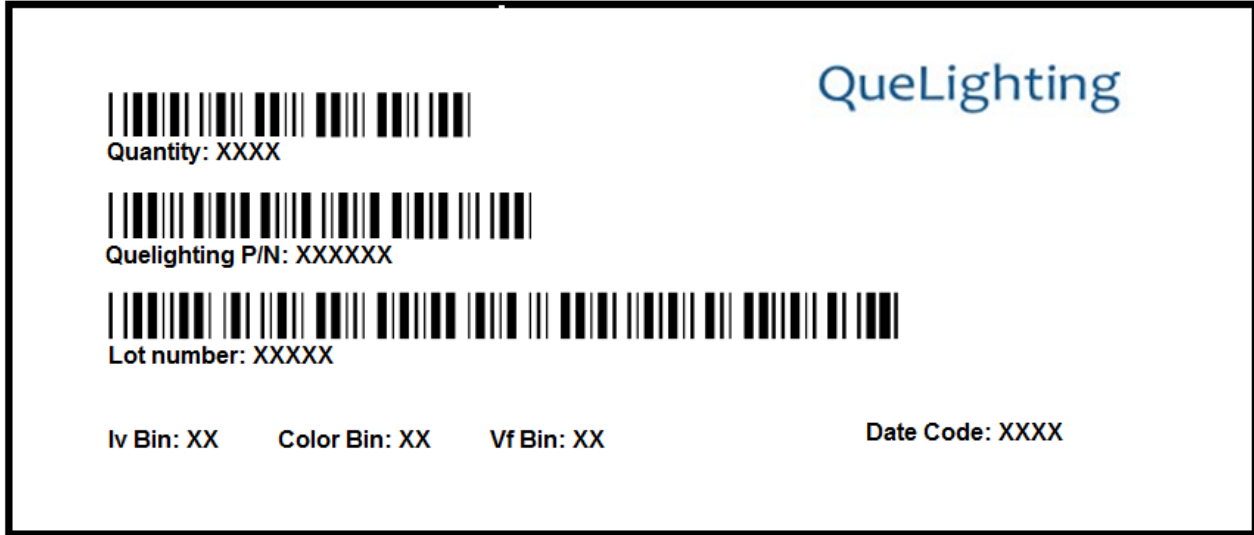 QueLighting
Quantity: XXXX
Quelighting P/N: XXXXXX
Lot number: XXXXX
Iv Bin: XX Color Bin: XX Vf Bin: XX Date Code: XXXX